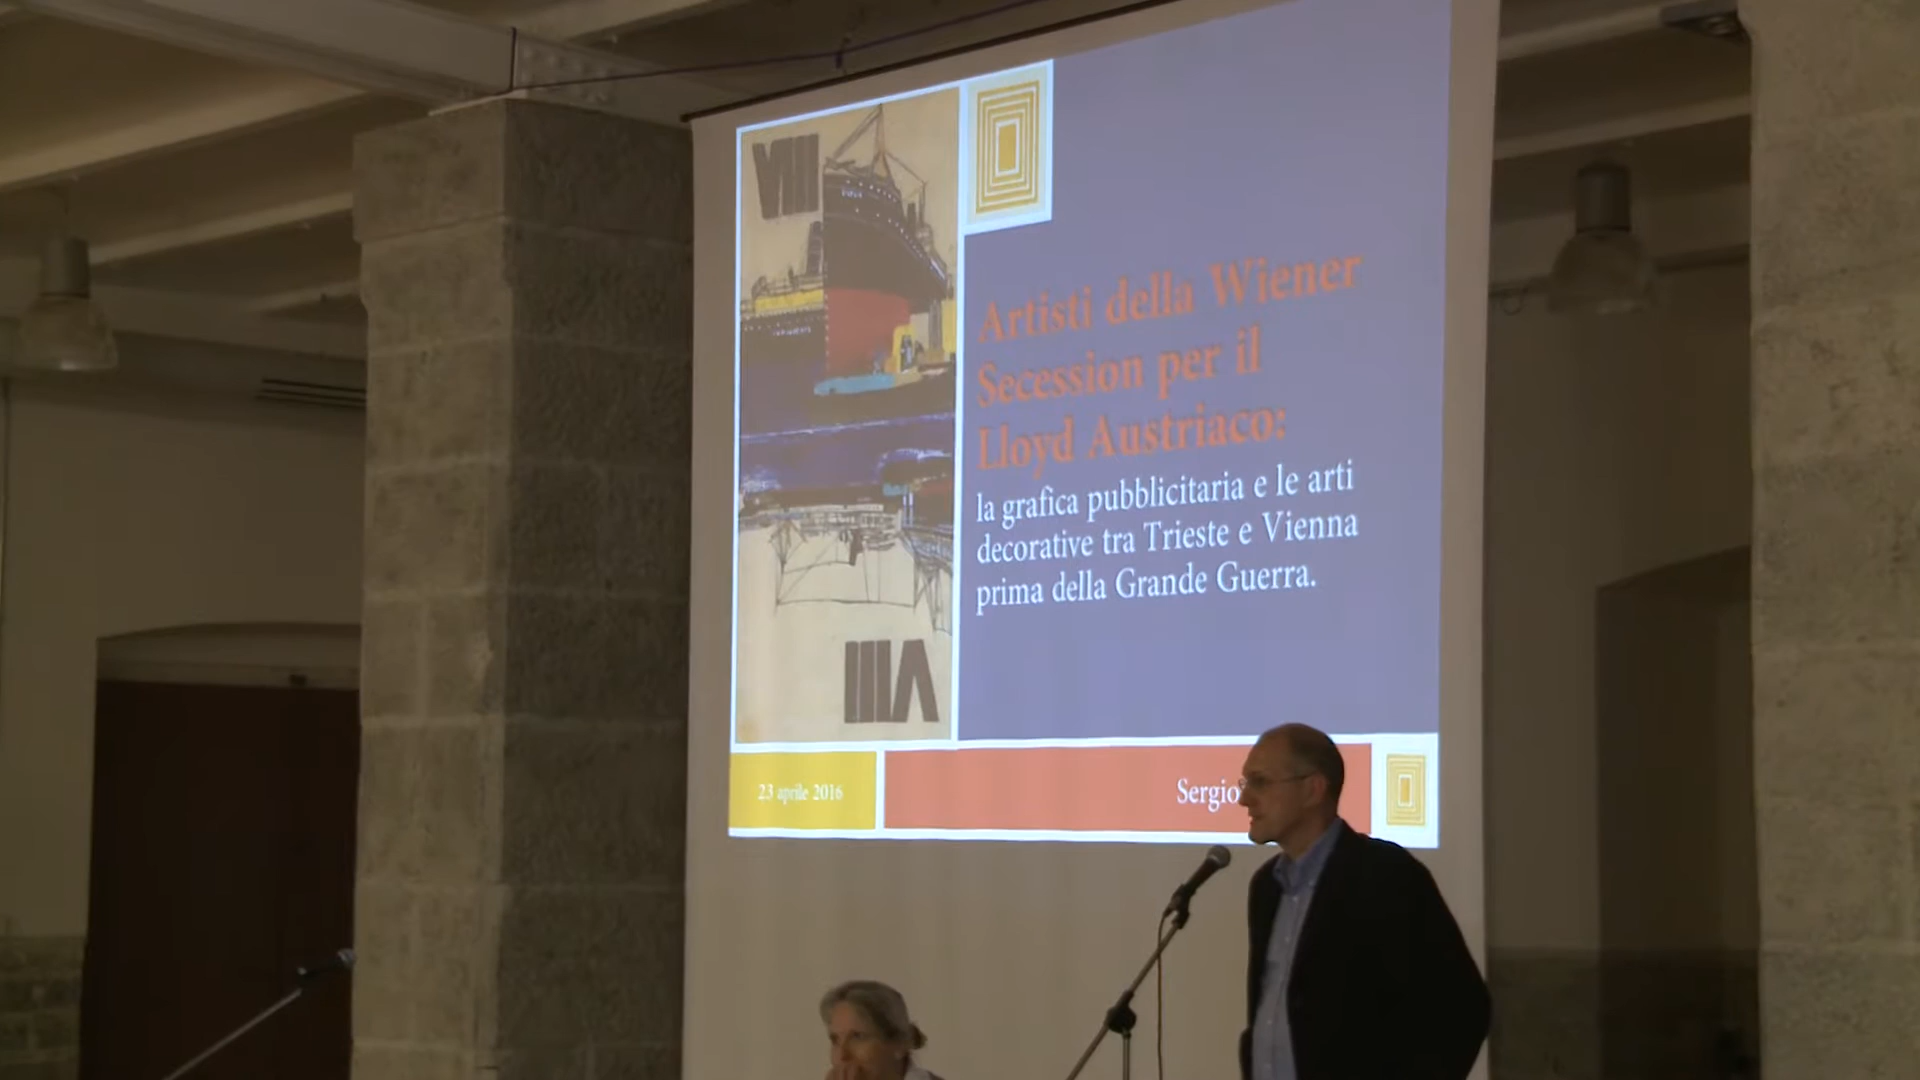 VIII
Artisti della Wiener
Secession per il
Lloyd Austriaco:
la grafica pubblicitaria e le arti
decorative tra Trieste e Vienna
prima della Grande Guerra.
VIII
23 aprile 2016
Sergio